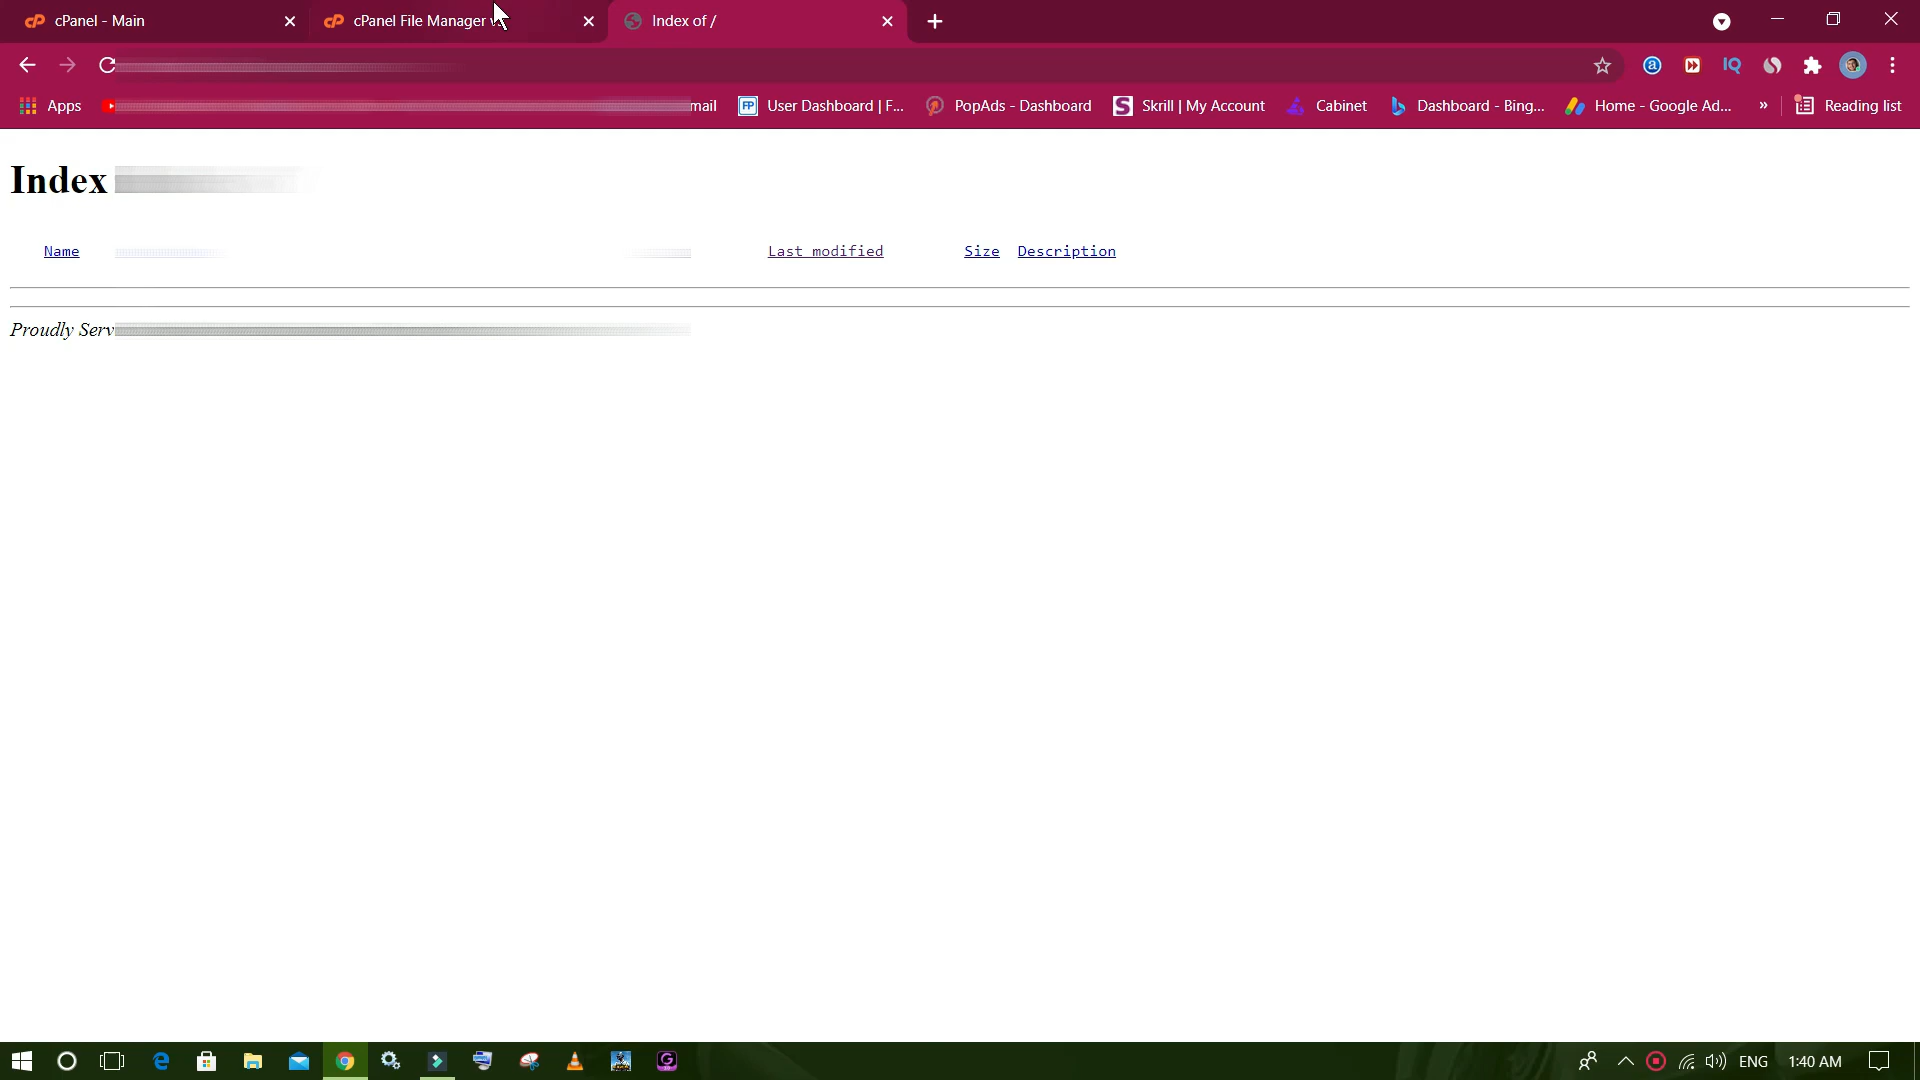 cPanel - Main
cPanel File Manager
Index of /
Apps
User Dashboard | F...
PopAds - Dashboard
Skrill | My Account
Cabinet
Dashboard - Bing...
Home - Google Ad...
»
Reading list
Index
Name
Last modified
Size
Description
Proudly Serv
ENG
1:40 AM